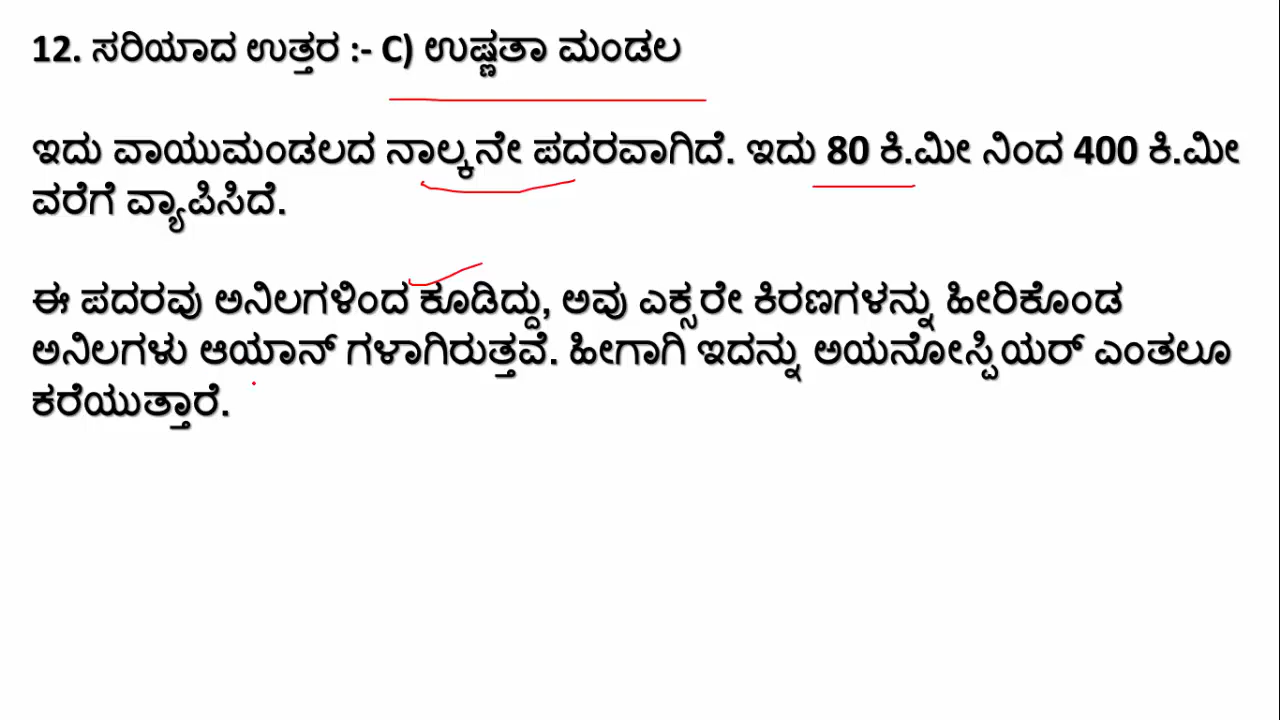 12. ಸರಿಯಾದ ಉತ್ತರ :- C) ಉಷ್ಣತಾ ಮಂಡಲ
ಇದು ವಾಯುಮಂಡಲದ ನಾಲ್ಕನೇ ಪದರವಾಗಿದೆ. ಇದು 80 ಕಿ.ಮೀ ನಿಂದ 400 ಕಿ.ಮೀ
ವರೆಗೆ ವ್ಯಾಪಿಸಿದೆ.
ಈ ಪದರವು ಅನಿಲಗಳಿಂದ ಕೂಡಿದ್ದು, ಅವು ಎಕ್ಸರೇ ಕಿರಣಗಳನ್ನು ಹೀರಿಕೊಂಡ
ಅನಿಲಗಳು ಆಯಾನ್ ಗಳಾಗಿರುತ್ತವೆ. ಹೀಗಾಗಿ ಇದನ್ನು ಅಯನೋಸ್ಪಿಯರ್ ಎಂತಲೂ
ಕರೆಯುತ್ತಾರೆ.